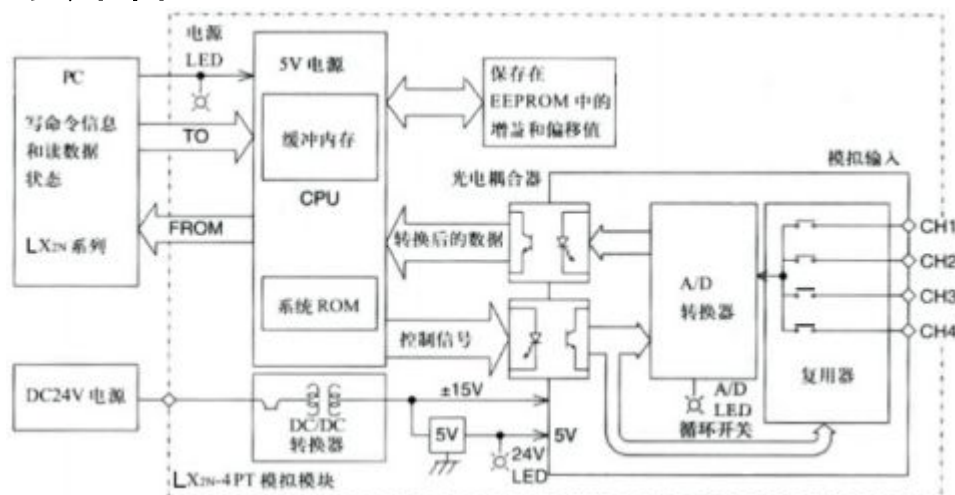 电源
LED
PC
写命令信息
和读数据
状态
LX2N 系列
TO
FROM
5V 电源
缓冲内存
CPU
系统 ROM
保存在
EEPROM 中的
增益和偏移值
光电耦合器
模拟输入
转换后的数据
控制信号
A/D
转换器
CH1
CH2
CH3
CH4
复用器
A/D
LED
循环开关
DC24V 电源
DC/DC
转换器
±15V
5V
5V
24V
LED
LX2N-4PT 模拟模块